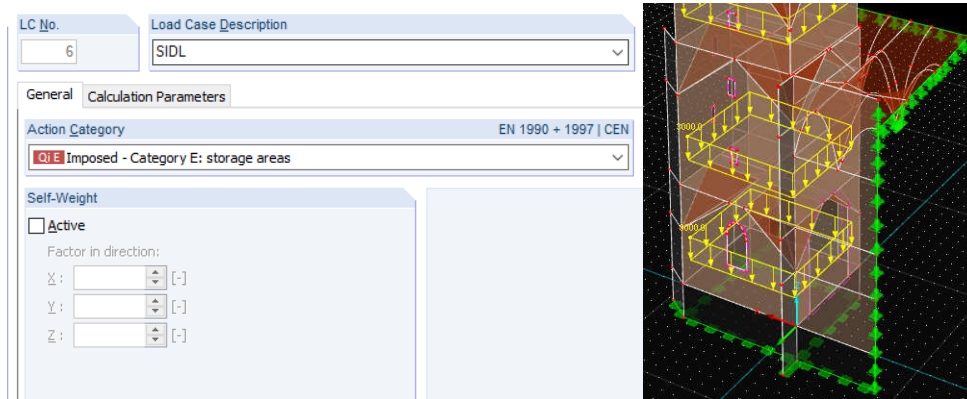 LC No.
Load Case Description
6
SIDL
General
Calculation Parameters
Action Category
EN 1990 + 1997 | CEN
Qi E Imposed - Category E: storage areas
Self-Weight
Active
Factor in direction:
X :
[-]
Y :
[-]
Z :
[-]
3000.0
3000.0